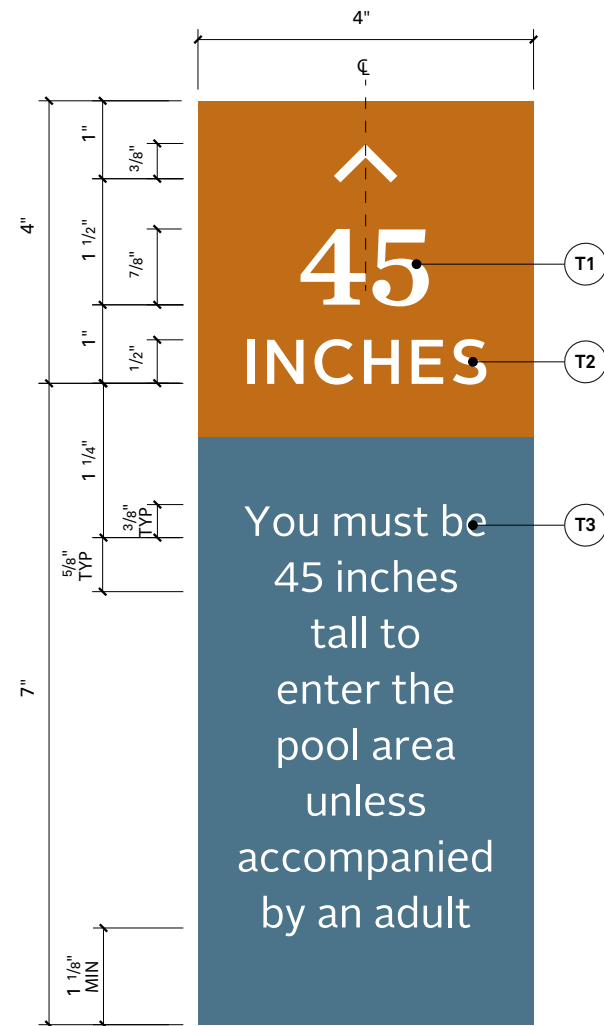 4"
℄
4"
1"
3/8"
1 1/2"
7/8"
1"
1/2"
45
INCHES
T1
T2
7"
1 1/4"
3/8"
TYP
5/8"
TYP
1 1/8"
MIN
You must be
45 inches
tall to
enter the
pool area
unless
accompanied
by an adult
T3